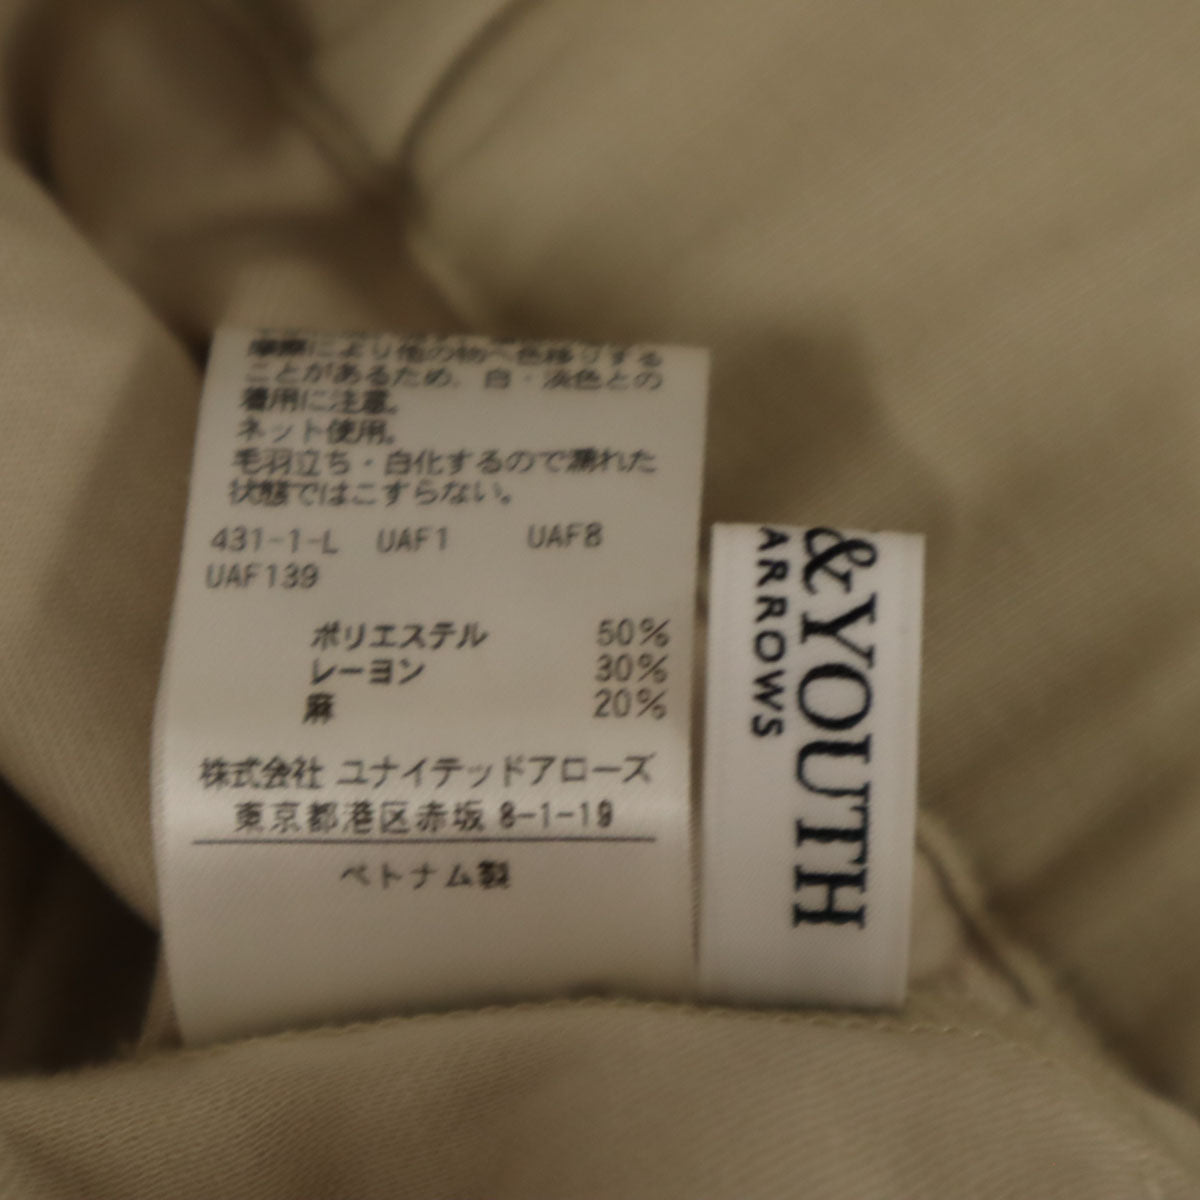 摩擦により他の物へ色移りする
ことがあるため、白・淡色との
着用に注意。
ネット使用。
毛羽立ち・白化するので濡れた
状態ではこすらない。
431-1-L UAF1 UAF8
UAF139
ポリエステル 50%
レーヨン 30%
麻 20%
株式会社 ユナイテッドアローズ
東京都港区赤坂 8-1-19
ベトナム製
&YOUTH
ARROWS